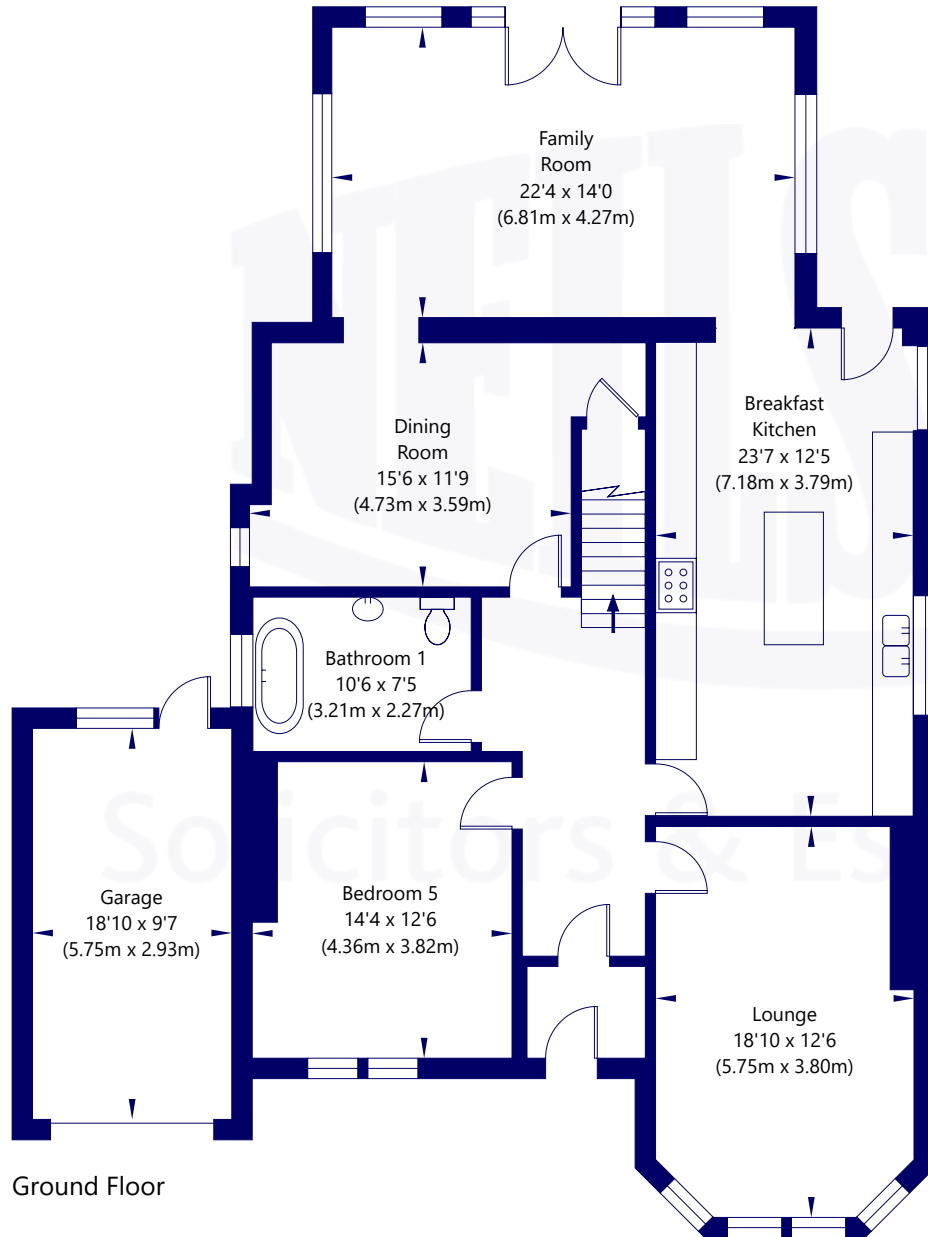 NEILS
Family
Room
22'4 x 14'0
(6.81m x 4.27m)
Dining
Room
15'6 x 11'9
(4.73m x 3.59m)
Breakfast
Kitchen
23'7 x 12'5
(7.18m x 3.79m)
Bathroom 1
10'6 x 7'5
(3.21m x 2.27m)
Solicitors & Es
Garage
18'10 x 9'7
(5.75m x 2.93m)
Bedroom 5
14'4 x 12'6
(4.36m x 3.82m)
Lounge
18'10 x 12'6
(5.75m x 3.80m)
Ground Floor